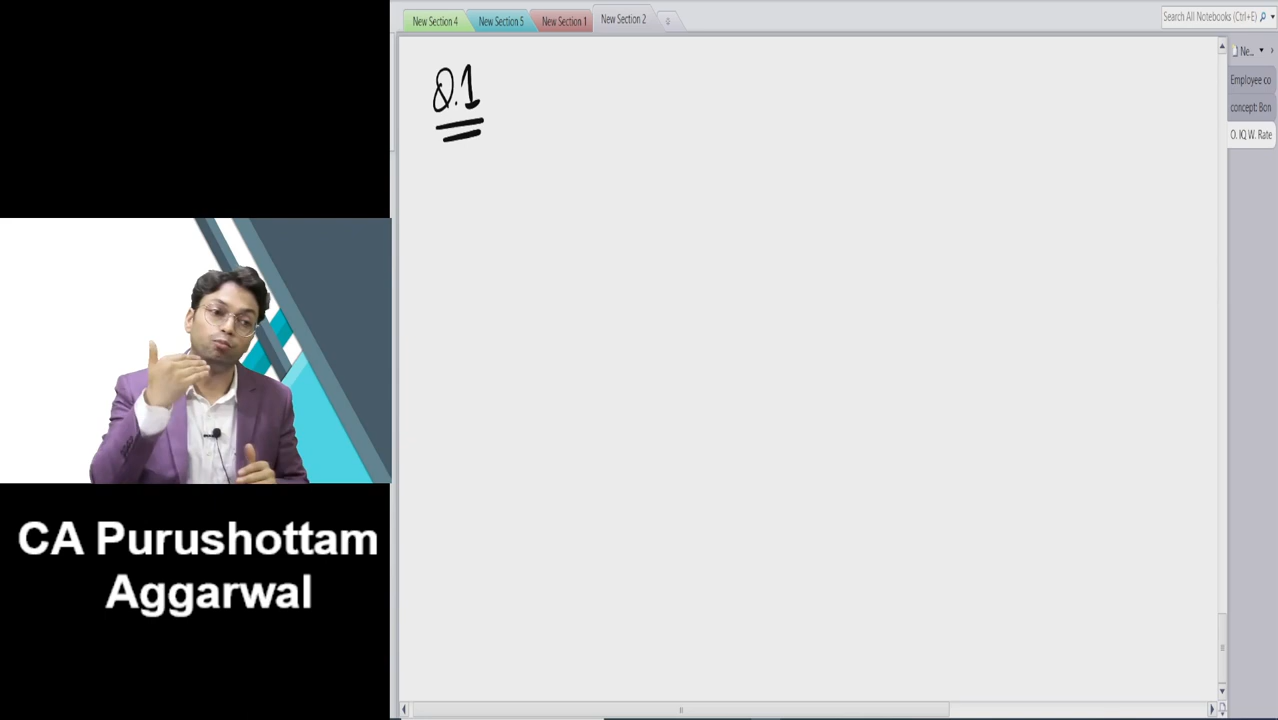 New Section 4
New Section 5
New Section 1
New Section 2
Search All Notebooks (Ctrl+E)
Ne..
Employee co
concept: Bon
O. IQ W. Rate
Q.1
CA Purushottam
Aggarwal